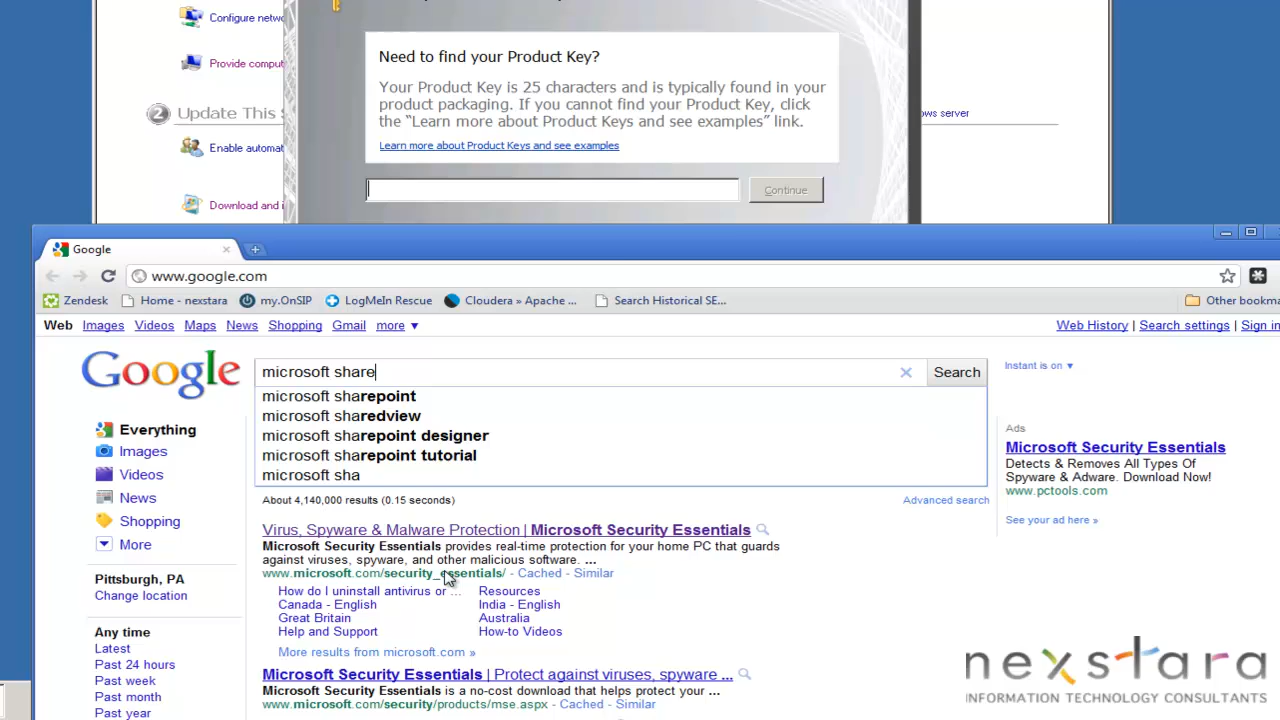 Configure netwo
Provide comput
2 Update This S
Enable automat
Download and i
ows server
Need to find your Product Key?
Your Product Key is 25 characters and is typically found in your
product packaging. If you cannot find your Product Key, click
the “Learn more about Product Keys and see examples” link.
Learn more about Product Keys and see examples
Continue
Google
www.google.com
Zendesk Home - nexstara my.OnSIP LogMeIn Rescue Cloudera » Apache ... Search Historical SE... Other bookma
Web Images Videos Maps News Shopping Gmail more ▼ Web History | Search settings | Sign in
Google
microsoft share
Search
Instant is on ▼
microsoft sharepoint
microsoft sharedview
microsoft sharepoint designer
microsoft sharepoint tutorial
microsoft sha
About 4,140,000 results (0.15 seconds) Advanced search
Everything
Images
Videos
News
Shopping
More
Pittsburgh, PA
Change location
Any time
Latest
Past 24 hours
Past week
Past month
Past year
Virus, Spyware & Malware Protection | Microsoft Security Essentials
Microsoft Security Essentials provides real-time protection for your home PC that guards
against viruses, spyware, and other malicious software. ...
www.microsoft.com/security_essentials/ - Cached - Similar
How do I uninstall antivirus or ... Resources
Canada - English India - English
Great Britain Australia
Help and Support How-to Videos
More results from microsoft.com »
Microsoft Security Essentials | Protect against viruses, spyware ...
Microsoft Security Essentials is a no-cost download that helps protect your ...
www.microsoft.com/security/products/mse.aspx - Cached - Similar
Ads
Microsoft Security Essentials
Detects & Removes All Types Of
Spyware & Adware. Download Now!
www.pctools.com
See your ad here »
nexstara
INFORMATION TECHNOLOGY CONSULTANTS